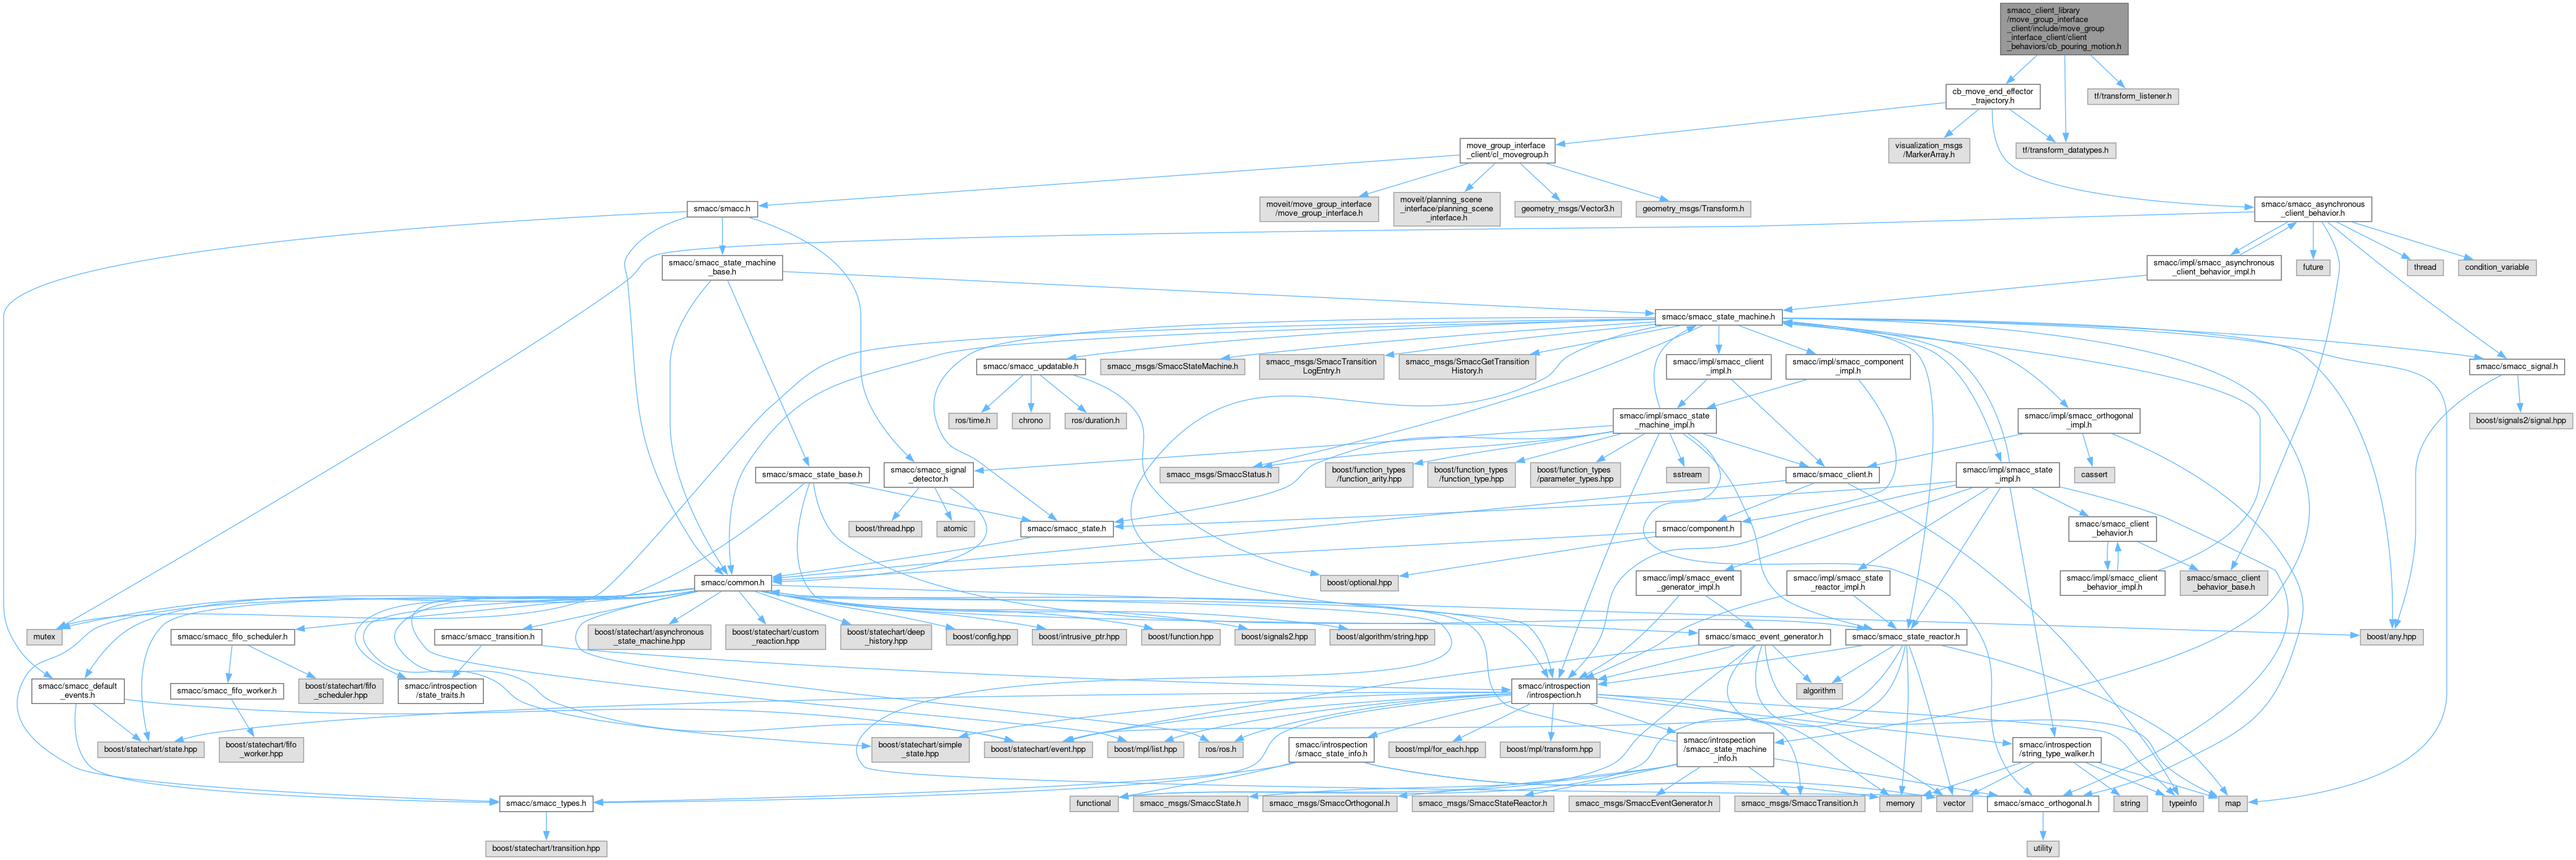 smacc_client_library
/move_group_interface
_client/include/move_group
_interface_client/client
_behaviors/cb_pouring_motion.h
cb_move_end_effector
_trajectory.h
tf/transform_listener.h
move_group_interface
_client/cl_movegroup.h
visualization_msgs
/MarkerArray.h
tf/transform_datatypes.h
smacc/smacc.h
moveit/move_group_interface
/move_group_interface.h
moveit/planning_scene
_interface/planning_scene
_interface.h
geometry_msgs/Vector3.h
geometry_msgs/Transform.h
smacc/smacc_asynchronous
_client_behavior.h
smacc/smacc_state_machine
_base.h
smacc/impl/smacc_asynchronous
_client_behavior_impl.h
future
thread
condition_variable
smacc/smacc_state_machine.h
smacc/smacc_updatable.h
smacc_msgs/SmaccStateMachine.h
smacc_msgs/SmaccTransition
LogEntry.h
smacc_msgs/SmaccGetTransition
History.h
smacc/impl/smacc_client
_impl.h
smacc/impl/smacc_component
_impl.h
smacc/smacc_signal.h
ros/time.h
chrono
ros/duration.h
smacc/impl/smacc_state
_machine_impl.h
smacc/impl/smacc_orthogonal
_impl.h
boost/signals2/signal.hpp
smacc/smacc_state_base.h
smacc/smacc_signal
_detector.h
smacc_msgs/SmaccStatus.h
boost/function_types
/function_arity.hpp
boost/function_types
/function_type.hpp
boost/function_types
/parameter_types.hpp
sstream
smacc/smacc_client.h
smacc/impl/smacc_state
_impl.h
cassert
boost/thread.hpp
atomic
smacc/smacc_state.h
smacc/component.h
smacc/smacc_client
_behavior.h
smacc/common.h
boost/optional.hpp
smacc/impl/smacc_event
_generator_impl.h
smacc/impl/smacc_state
_reactor_impl.h
smacc/impl/smacc_client
_behavior_impl.h
smacc/smacc_client
_behavior_base.h
mutex
smacc/smacc_fifo_scheduler.h
smacc/smacc_transition.h
boost/statechart/asynchronous
_state_machine.hpp
boost/statechart/custom
_reaction.hpp
boost/statechart/deep
_history.hpp
boost/config.hpp
boost/intrusive_ptr.hpp
boost/function.hpp
boost/signals2.hpp
boost/algorithm/string.hpp
smacc/smacc_event_generator.h
smacc/smacc_state_reactor.h
boost/any.hpp
smacc/smacc_default
_events.h
smacc/smacc_fifo_worker.h
boost/statechart/fifo
_scheduler.hpp
smacc/introspection
/state_traits.h
smacc/introspection
/introspection.h
algorithm
boost/statechart/state.hpp
boost/statechart/fifo
_worker.hpp
boost/statechart/simple
_state.hpp
boost/statechart/event.hpp
boost/mpl/list.hpp
ros/ros.h
smacc/introspection
/smacc_state_info.h
boost/mpl/for_each.hpp
boost/mpl/transform.hpp
smacc/introspection
/smacc_state_machine
_info.h
smacc/introspection
/string_type_walker.h
smacc/smacc_types.h
functional
smacc_msgs/SmaccState.h
smacc_msgs/SmaccOrthogonal.h
smacc_msgs/SmaccStateReactor.h
smacc_msgs/SmaccEventGenerator.h
smacc_msgs/SmaccTransition.h
memory
vector
smacc/smacc_orthogonal.h
string
typeinfo
map
boost/statechart/transition.hpp
utility